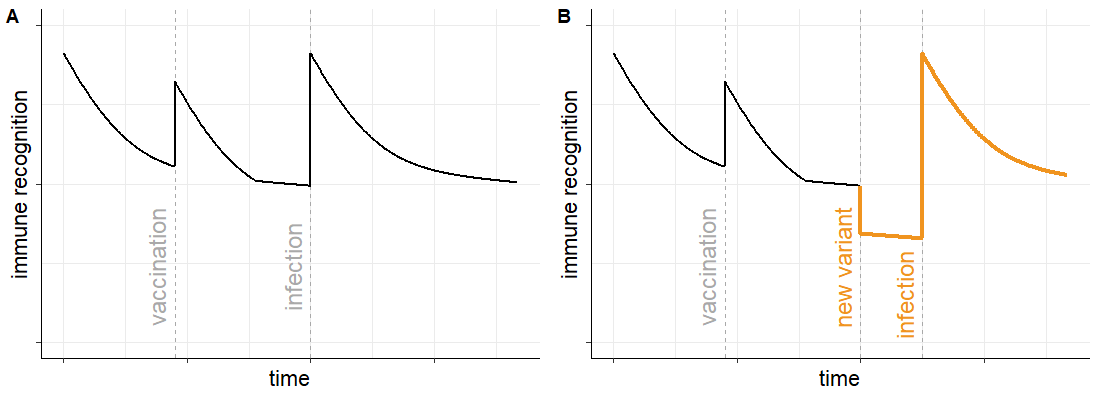 A
immune recognition
vaccination
infection
time
B
immune recognition
vaccination
new variant
infection
time